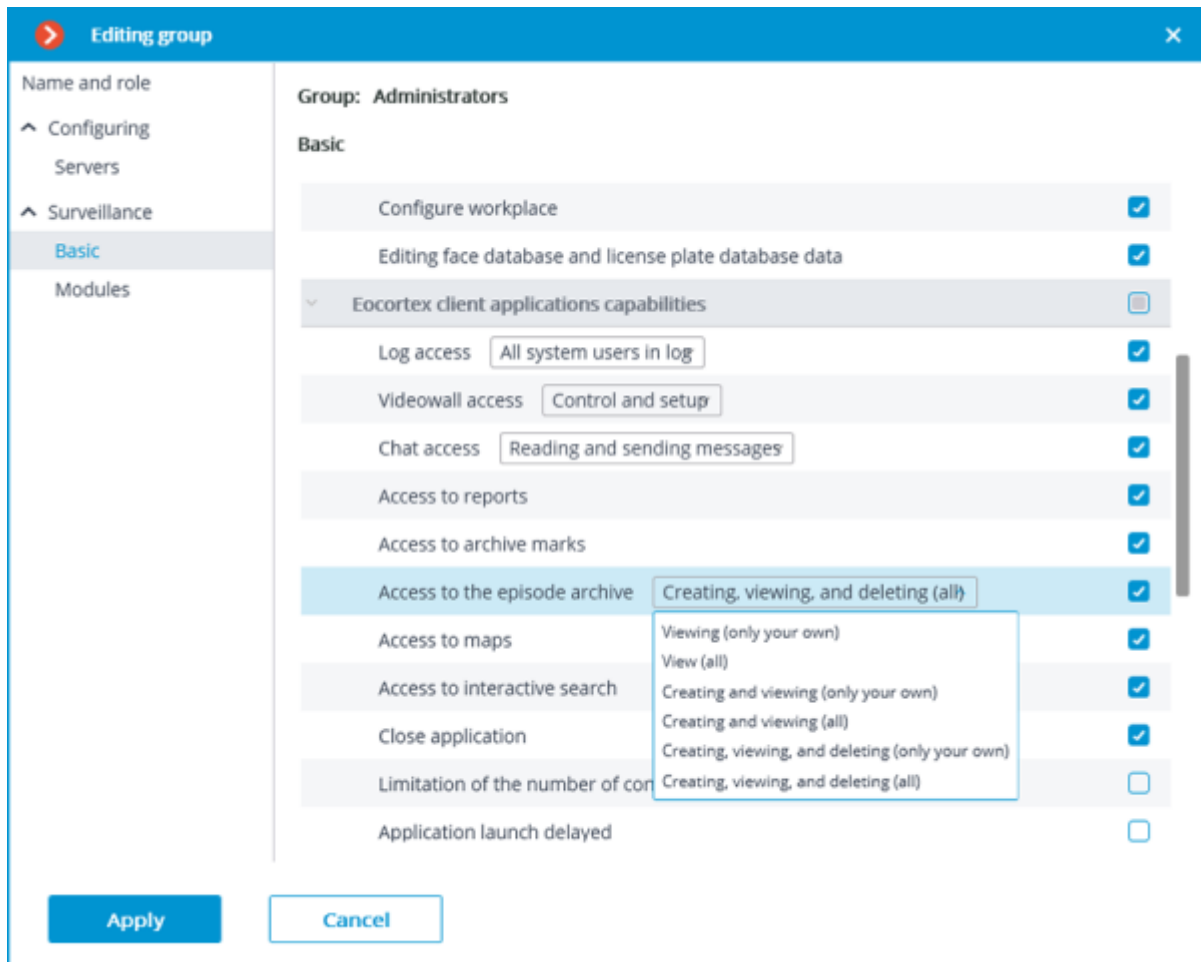 Editing group
Name and role
Configuring
Servers
Surveillance
Basic
Modules
Group: Administrators
Basic
Configure workplace
Editing face database and license plate database data
Eocortex client applications capabilities
Log access All system users in log
Videowall access Control and setup
Chat access Reading and sending messages
Access to reports
Access to archive marks
Access to the episode archive Creating, viewing, and deleting (all)
Access to maps
Access to interactive search
Close application
Limitation of the number of con
Application launch delayed
Viewing (only your own)
View (all)
Creating and viewing (only your own)
Creating and viewing (all)
Creating, viewing, and deleting (only your own)
Creating, viewing, and deleting (all)
Apply
Cancel